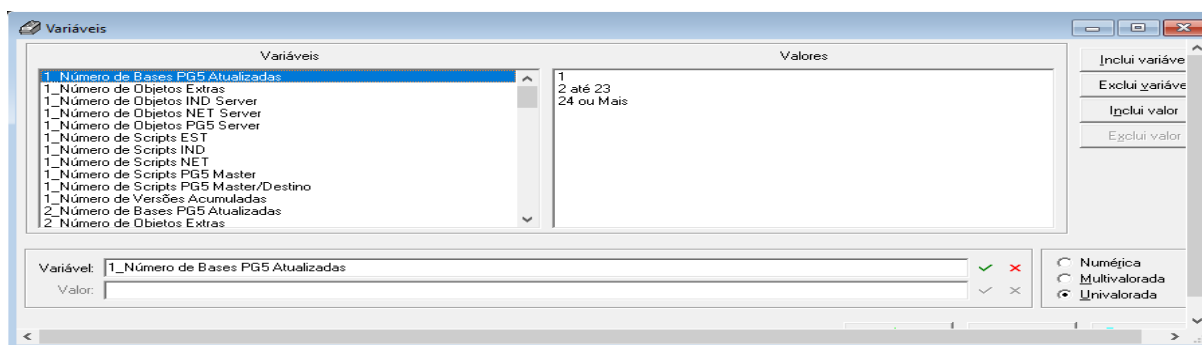 Variáveis
Variáveis
Valores
1_Número de Bases PG5 Atualizadas
1_Número de Objetos Extras
1_Número de Objetos IND Server
1_Número de Objetos NET Server
1_Número de Objetos PG5 Server
1_Número de Scripts EST
1_Número de Scripts IND
1_Número de Scripts NET
1_Número de Scripts PG5 Master
1_Número de Scripts PG5 Master/Destino
1_Número de Versões Acumuladas
2_Número de Bases PG5 Atualizadas
2_Número de Objetos Extras
1
2 até 23
24 ou Mais
Inclui variáve
Exclui variáve
Inclui valor
Exclui valor
Variável: 1_Número de Bases PG5 Atualizadas
Valor:
Numérica
Multivalorada
Univalorada